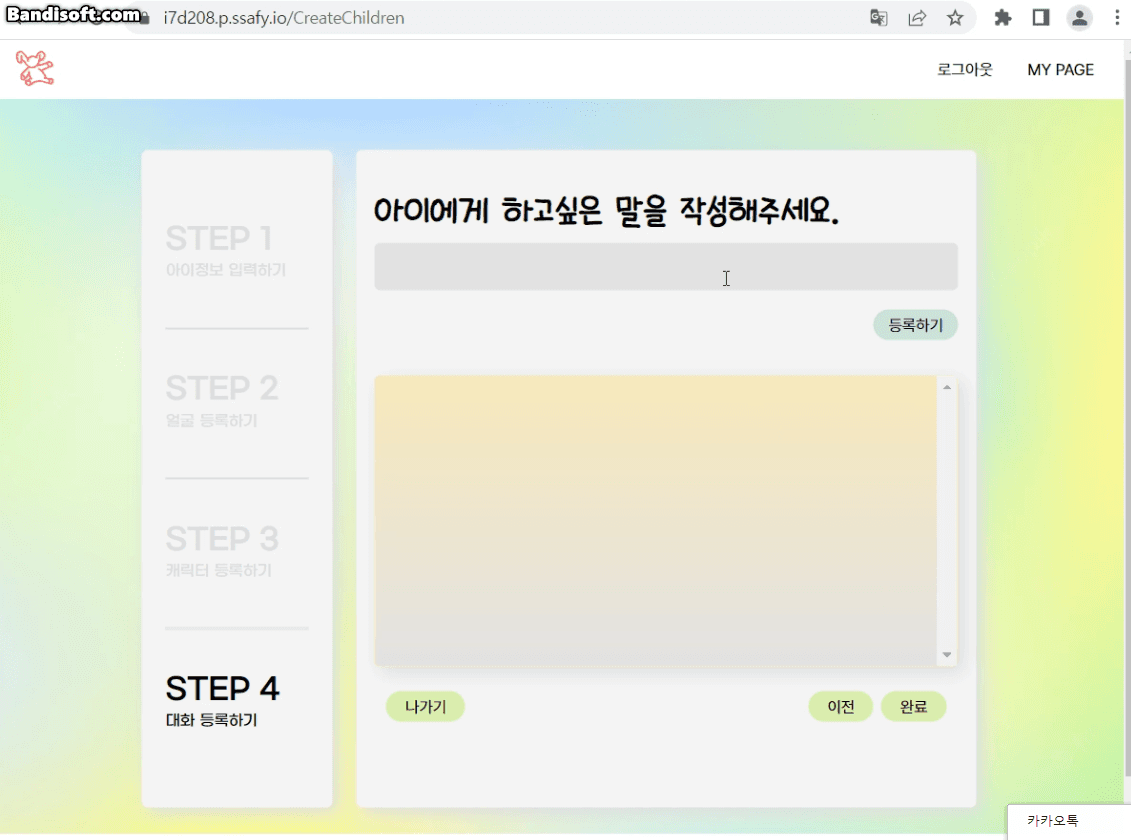 Bandisoft.com
i7d208.p.ssafy.io/CreateChildren
로그아웃 MY PAGE
STEP 1
아이정보 입력하기
STEP 2
얼굴 등록하기
STEP 3
캐릭터 등록하기
STEP 4
대화 등록하기
아이에게 하고싶은 말을 작성해주세요.
등록하기
나가기 이전 완료
카카오톡